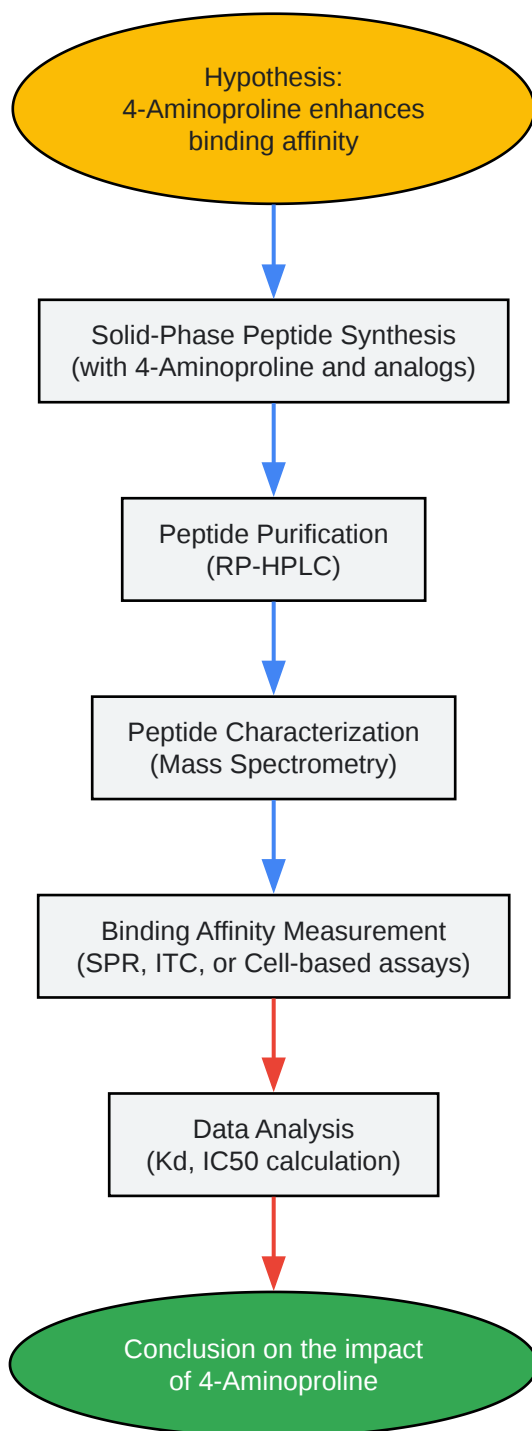 Hypothesis:
4-Aminoproline enhances
binding affinity
Solid-Phase Peptide Synthesis
(with 4-Aminoproline and analogs)
Peptide Purification
(RP-HPLC)
Peptide Characterization
(Mass Spectrometry)
Binding Affinity Measurement
(SPR, ITC, or Cell-based assays)
Data Analysis
(Kd, IC50 calculation)
Conclusion on the impact
of 4-Aminoproline